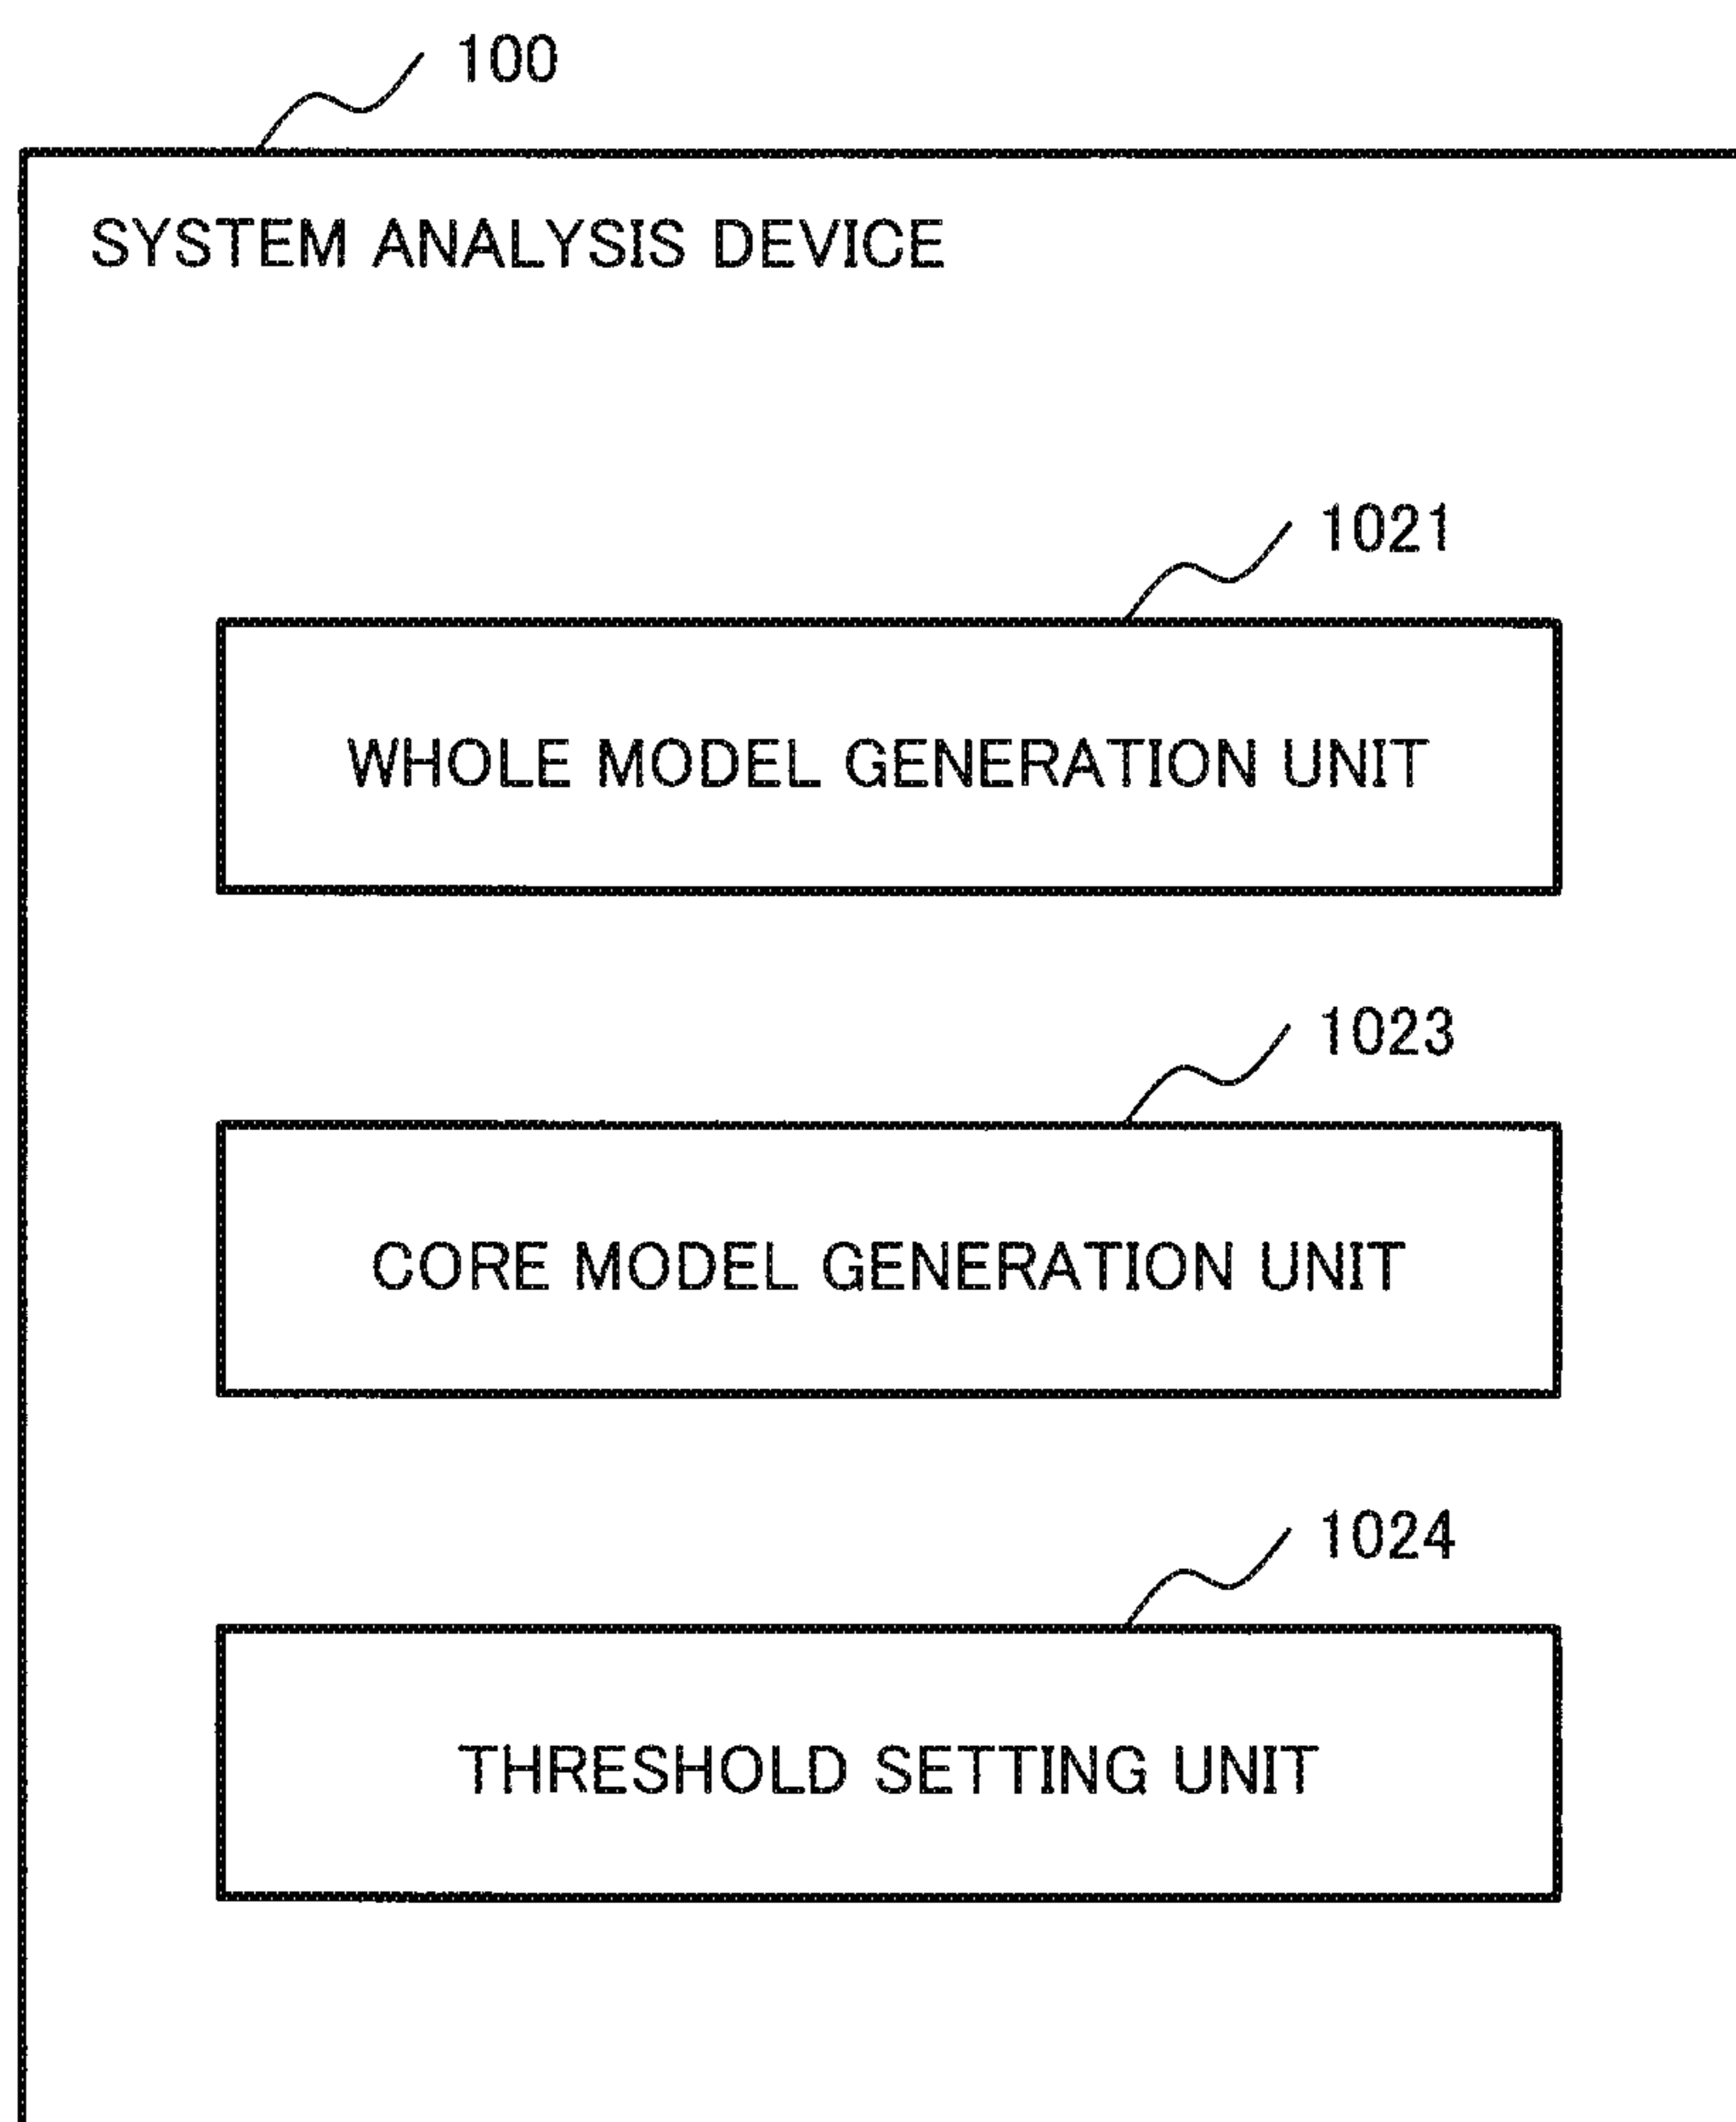 100
SYSTEM ANALYSIS DEVICE
1021
WHOLE MODEL GENERATION UNIT
1023
CORE MODEL GENERATION UNIT
1024
THRESHOLD SETTING UNIT